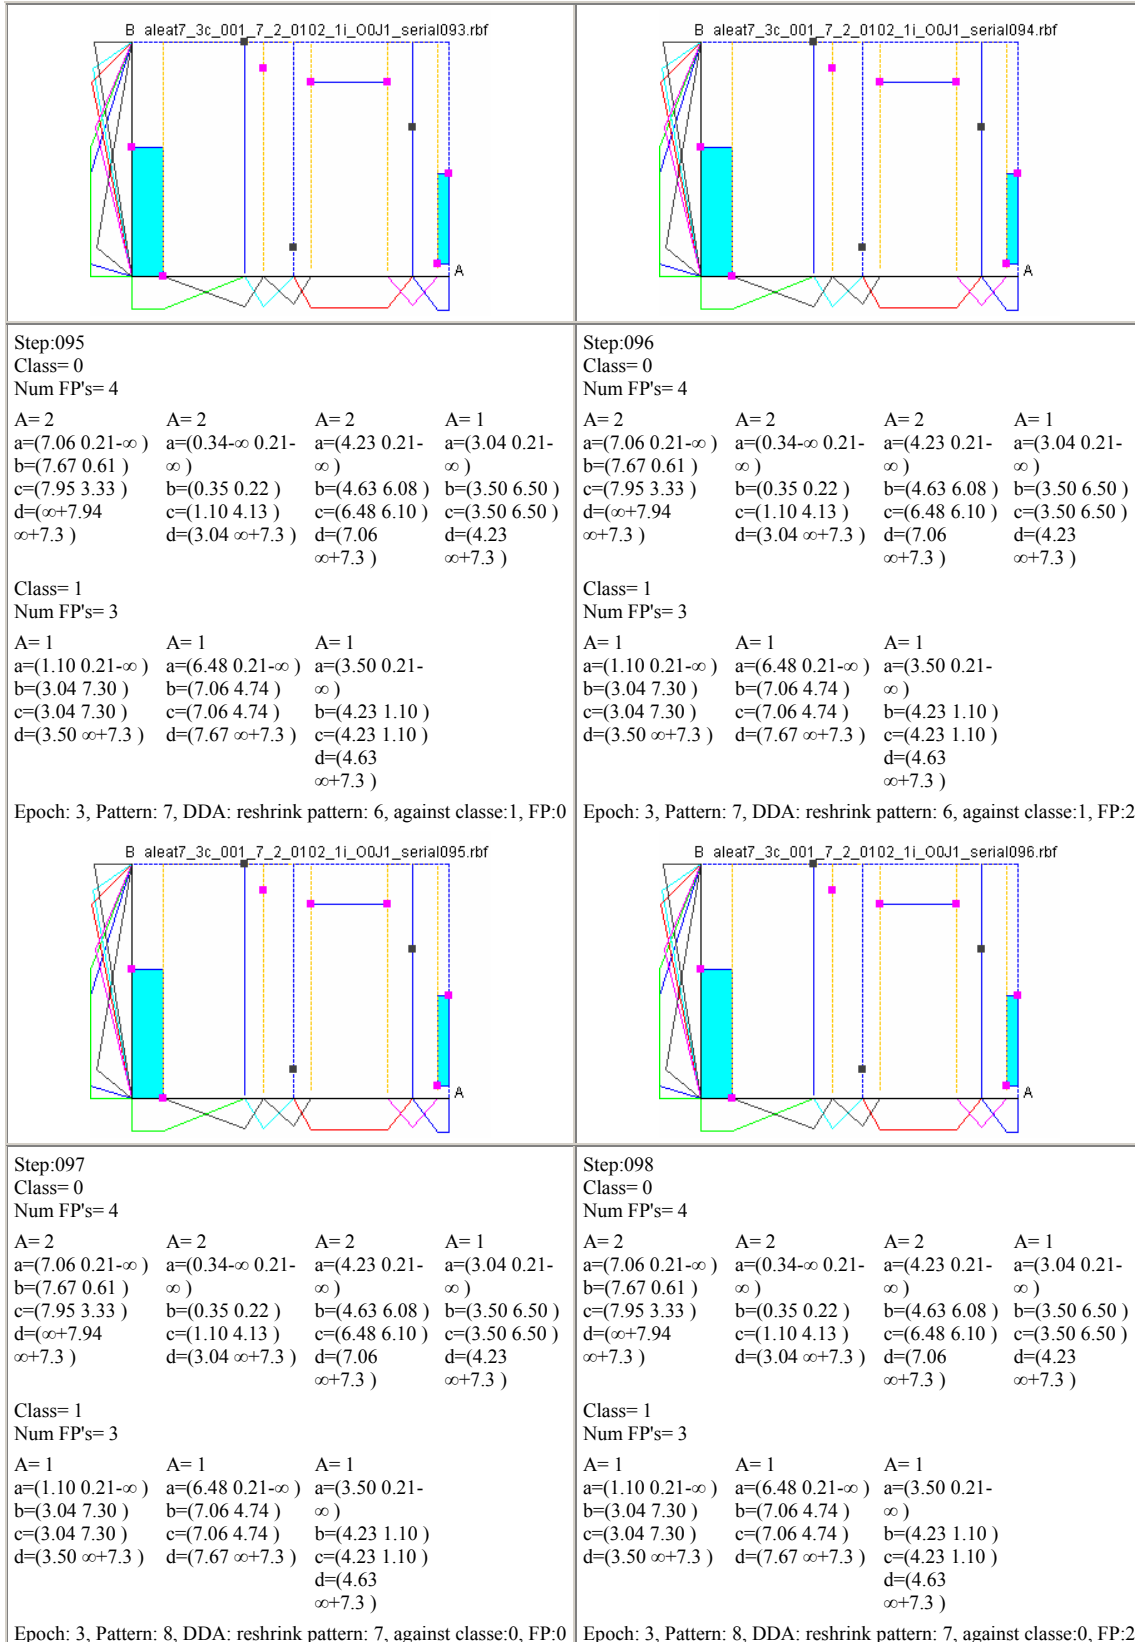 B aleat7_3c_001_7_2_0102_1i_O0J1_serial093.rbf
A
B aleat7_3c_001_7_2_0102_1i_O0J1_serial094.rbf
A
Step:095
Class= 0
Num FP's= 4
A= 2 A= 2 A= 2 A= 1
a=(7.06 0.21-∞ ) a=(0.34-∞ 0.21- a=(4.23 0.21- a=(3.04 0.21-
b=(7.67 0.61 ) ∞ ) ∞ ) ∞ )
c=(7.95 3.33 ) b=(0.35 0.22 ) b=(4.63 6.08 ) b=(3.50 6.50 )
d=(∞+7.94 c=(1.10 4.13 ) c=(6.48 6.10 ) c=(3.50 6.50 )
∞+7.3 ) d=(3.04 ∞+7.3 ) d=(7.06 d=(4.23
∞+7.3 ) ∞+7.3 )
Class= 1
Num FP's= 3
A= 1 A= 1 A= 1
a=(1.10 0.21-∞ ) a=(6.48 0.21-∞ ) a=(3.50 0.21-
b=(3.04 7.30 ) b=(7.06 4.74 ) ∞ )
c=(3.04 7.30 ) c=(7.06 4.74 ) b=(4.23 1.10 )
d=(3.50 ∞+7.3 ) d=(7.67 ∞+7.3 ) c=(4.23 1.10 )
d=(4.63
∞+7.3 )
Epoch: 3, Pattern: 7, DDA: reshrink pattern: 6, against classe:1, FP:0
B aleat7_3c_001_7_2_0102_1i_O0J1_serial095.rbf
A
Step:096
Class= 0
Num FP's= 4
A= 2 A= 2 A= 2 A= 1
a=(7.06 0.21-∞ ) a=(0.34-∞ 0.21- a=(4.23 0.21- a=(3.04 0.21-
b=(7.67 0.61 ) ∞ ) ∞ ) ∞ )
c=(7.95 3.33 ) b=(0.35 0.22 ) b=(4.63 6.08 ) b=(3.50 6.50 )
d=(∞+7.94 c=(1.10 4.13 ) c=(6.48 6.10 ) c=(3.50 6.50 )
∞+7.3 ) d=(3.04 ∞+7.3 ) d=(7.06 d=(4.23
∞+7.3 ) ∞+7.3 )
Class= 1
Num FP's= 3
A= 1 A= 1 A= 1
a=(1.10 0.21-∞ ) a=(6.48 0.21-∞ ) a=(3.50 0.21-
b=(3.04 7.30 ) b=(7.06 4.74 ) ∞ )
c=(3.04 7.30 ) c=(7.06 4.74 ) b=(4.23 1.10 )
d=(3.50 ∞+7.3 ) d=(7.67 ∞+7.3 ) c=(4.23 1.10 )
d=(4.63
∞+7.3 )
Epoch: 3, Pattern: 7, DDA: reshrink pattern: 6, against classe:1, FP:2
B aleat7_3c_001_7_2_0102_1i_O0J1_serial096.rbf
A
Step:097
Class= 0
Num FP's= 4
A= 2 A= 2 A= 2 A= 1
a=(7.06 0.21-∞ ) a=(0.34-∞ 0.21- a=(4.23 0.21- a=(3.04 0.21-
b=(7.67 0.61 ) ∞ ) ∞ ) ∞ )
c=(7.95 3.33 ) b=(0.35 0.22 ) b=(4.63 6.08 ) b=(3.50 6.50 )
d=(∞+7.94 c=(1.10 4.13 ) c=(6.48 6.10 ) c=(3.50 6.50 )
∞+7.3 ) d=(3.04 ∞+7.3 ) d=(7.06 d=(4.23
∞+7.3 ) ∞+7.3 )
Class= 1
Num FP's= 3
A= 1 A= 1 A= 1
a=(1.10 0.21-∞ ) a=(6.48 0.21-∞ ) a=(3.50 0.21-
b=(3.04 7.30 ) b=(7.06 4.74 ) ∞ )
c=(3.04 7.30 ) c=(7.06 4.74 ) b=(4.23 1.10 )
d=(3.50 ∞+7.3 ) d=(7.67 ∞+7.3 ) c=(4.23 1.10 )
d=(4.63
∞+7.3 )
Epoch: 3, Pattern: 8, DDA: reshrink pattern: 7, against classe:0, FP:0
Step:098
Class= 0
Num FP's= 4
A= 2 A= 2 A= 2 A= 1
a=(7.06 0.21-∞ ) a=(0.34-∞ 0.21- a=(4.23 0.21- a=(3.04 0.21-
b=(7.67 0.61 ) ∞ ) ∞ ) ∞ )
c=(7.95 3.33 ) b=(0.35 0.22 ) b=(4.63 6.08 ) b=(3.50 6.50 )
d=(∞+7.94 c=(1.10 4.13 ) c=(6.48 6.10 ) c=(3.50 6.50 )
∞+7.3 ) d=(3.04 ∞+7.3 ) d=(7.06 d=(4.23
∞+7.3 ) ∞+7.3 )
Class= 1
Num FP's= 3
A= 1 A= 1 A= 1
a=(1.10 0.21-∞ ) a=(6.48 0.21-∞ ) a=(3.50 0.21-
b=(3.04 7.30 ) b=(7.06 4.74 ) ∞ )
c=(3.04 7.30 ) c=(7.06 4.74 ) b=(4.23 1.10 )
d=(3.50 ∞+7.3 ) d=(7.67 ∞+7.3 ) c=(4.23 1.10 )
d=(4.63
∞+7.3 )
Epoch: 3, Pattern: 8, DDA: reshrink pattern: 7, against classe:0, FP:2